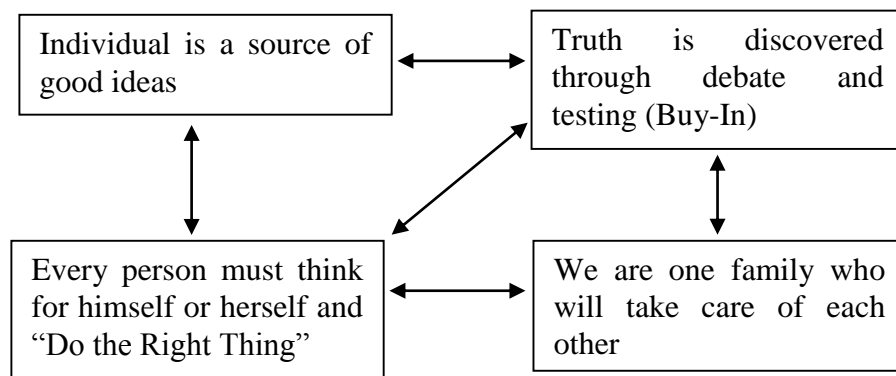 Individual is a source of
good ideas
Truth is discovered
through debate and
testing (Buy-In)
Every person must think
for himself or herself and
“Do the Right Thing”
We are one family who
will take care of each
other